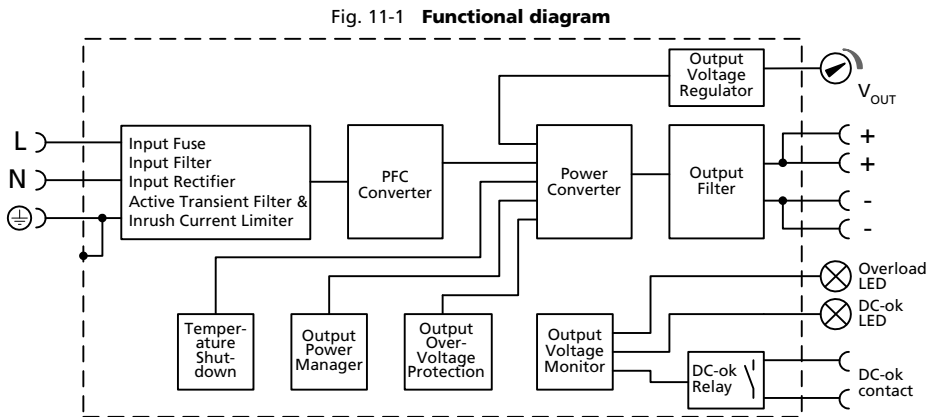 Fig. 11-1 Functional diagram
Output
Voltage
Regulator
V_OUT
L
N
Input Fuse
Input Filter
Input Rectifier
Active Transient Filter &
Inrush Current Limiter
PFC
Converter
Power
Converter
Output
Filter
+
+
-
-
Temper-
ature
Shut-
down
Output
Power
Manager
Output
Over-
Voltage
Protection
Output
Voltage
Monitor
Overload
LED
DC-ok
LED
DC-ok
Relay
DC-ok
contact